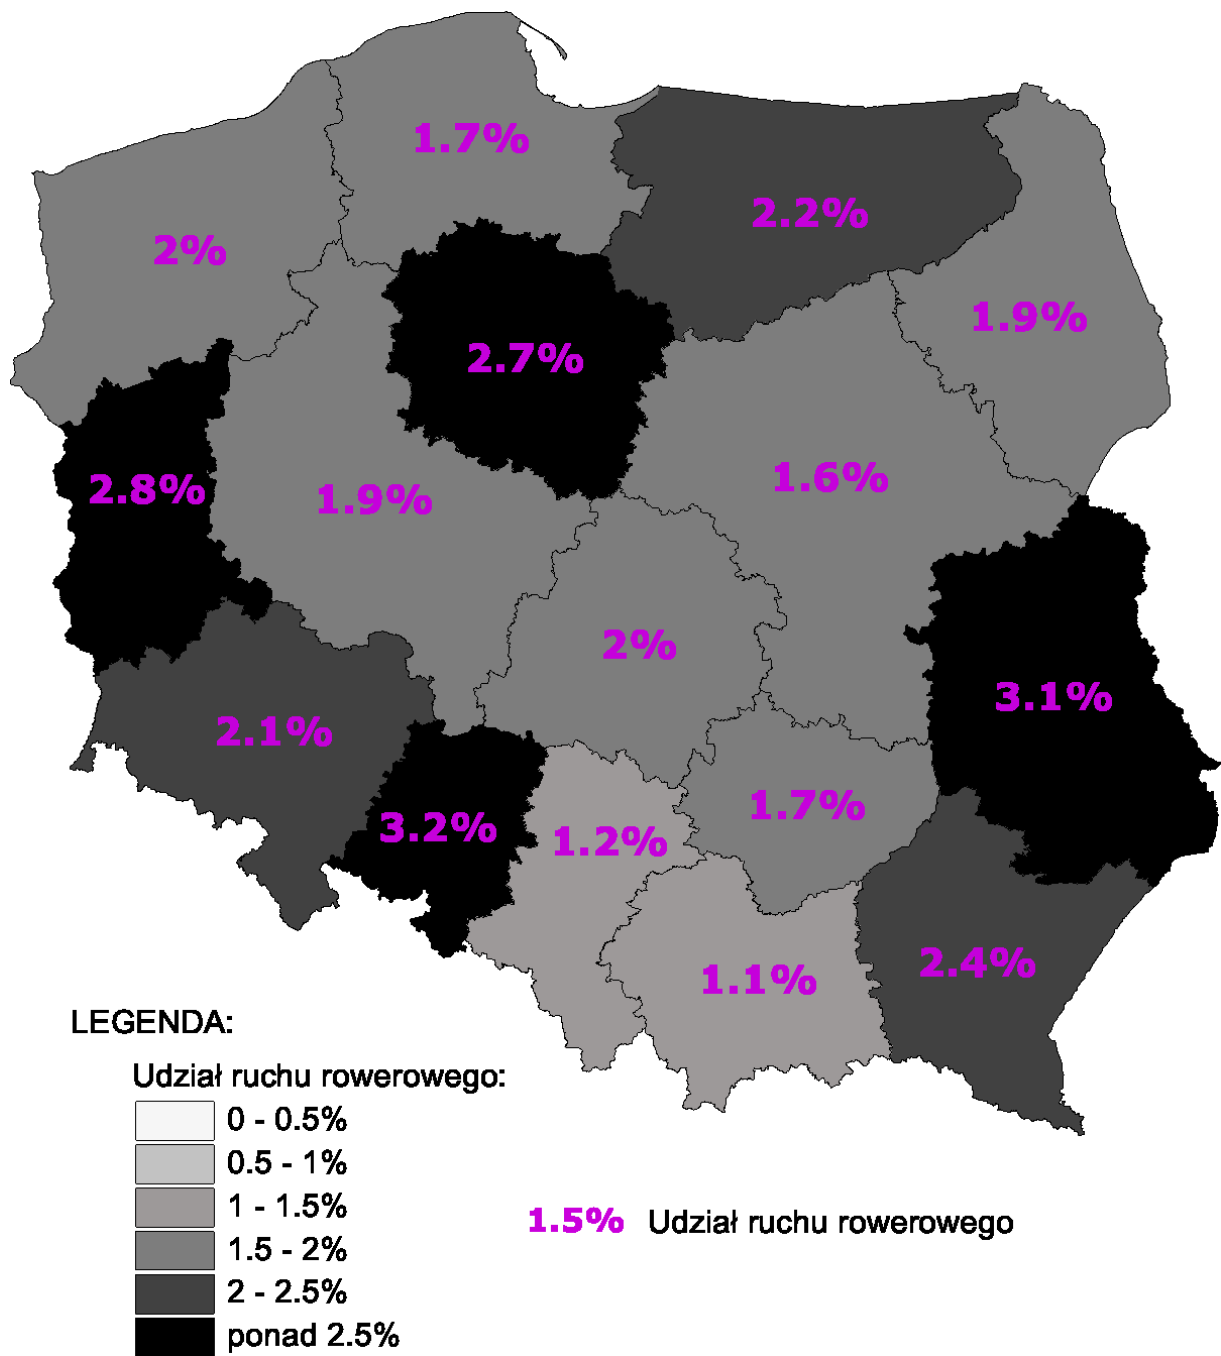 1.7%
2.2%
2%
1.9%
2.7%
2.8%
1.9%
1.6%
2%
3.1%
2.1%
1.7%
3.2%
1.2%
2.4%
1.1%
LEGENDA:
Udział ruchu rowerowego:
0 - 0.5%
0.5 - 1%
1 - 1.5%
1.5 - 2%
2 - 2.5%
ponad 2.5%
1.5% Udział ruchu rowerowego